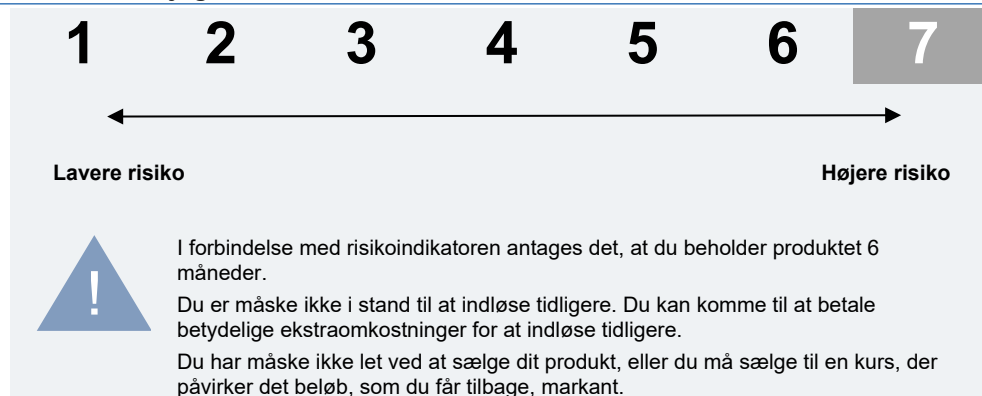 1 2 3 4 5 6 7
Lavere risiko Højere risiko
!
I forbindelse med risikoindikatoren antages det, at du beholder produktet 6
måneder.
Du er måske ikke i stand til at indløse tidligere. Du kan komme til at betale
betydelige ekstraomkostninger for at indløse tidligere.
Du har måske ikke let ved at sælge dit produkt, eller du må sælge til en kurs, der
påvirker det beløb, som du får tilbage, markant.